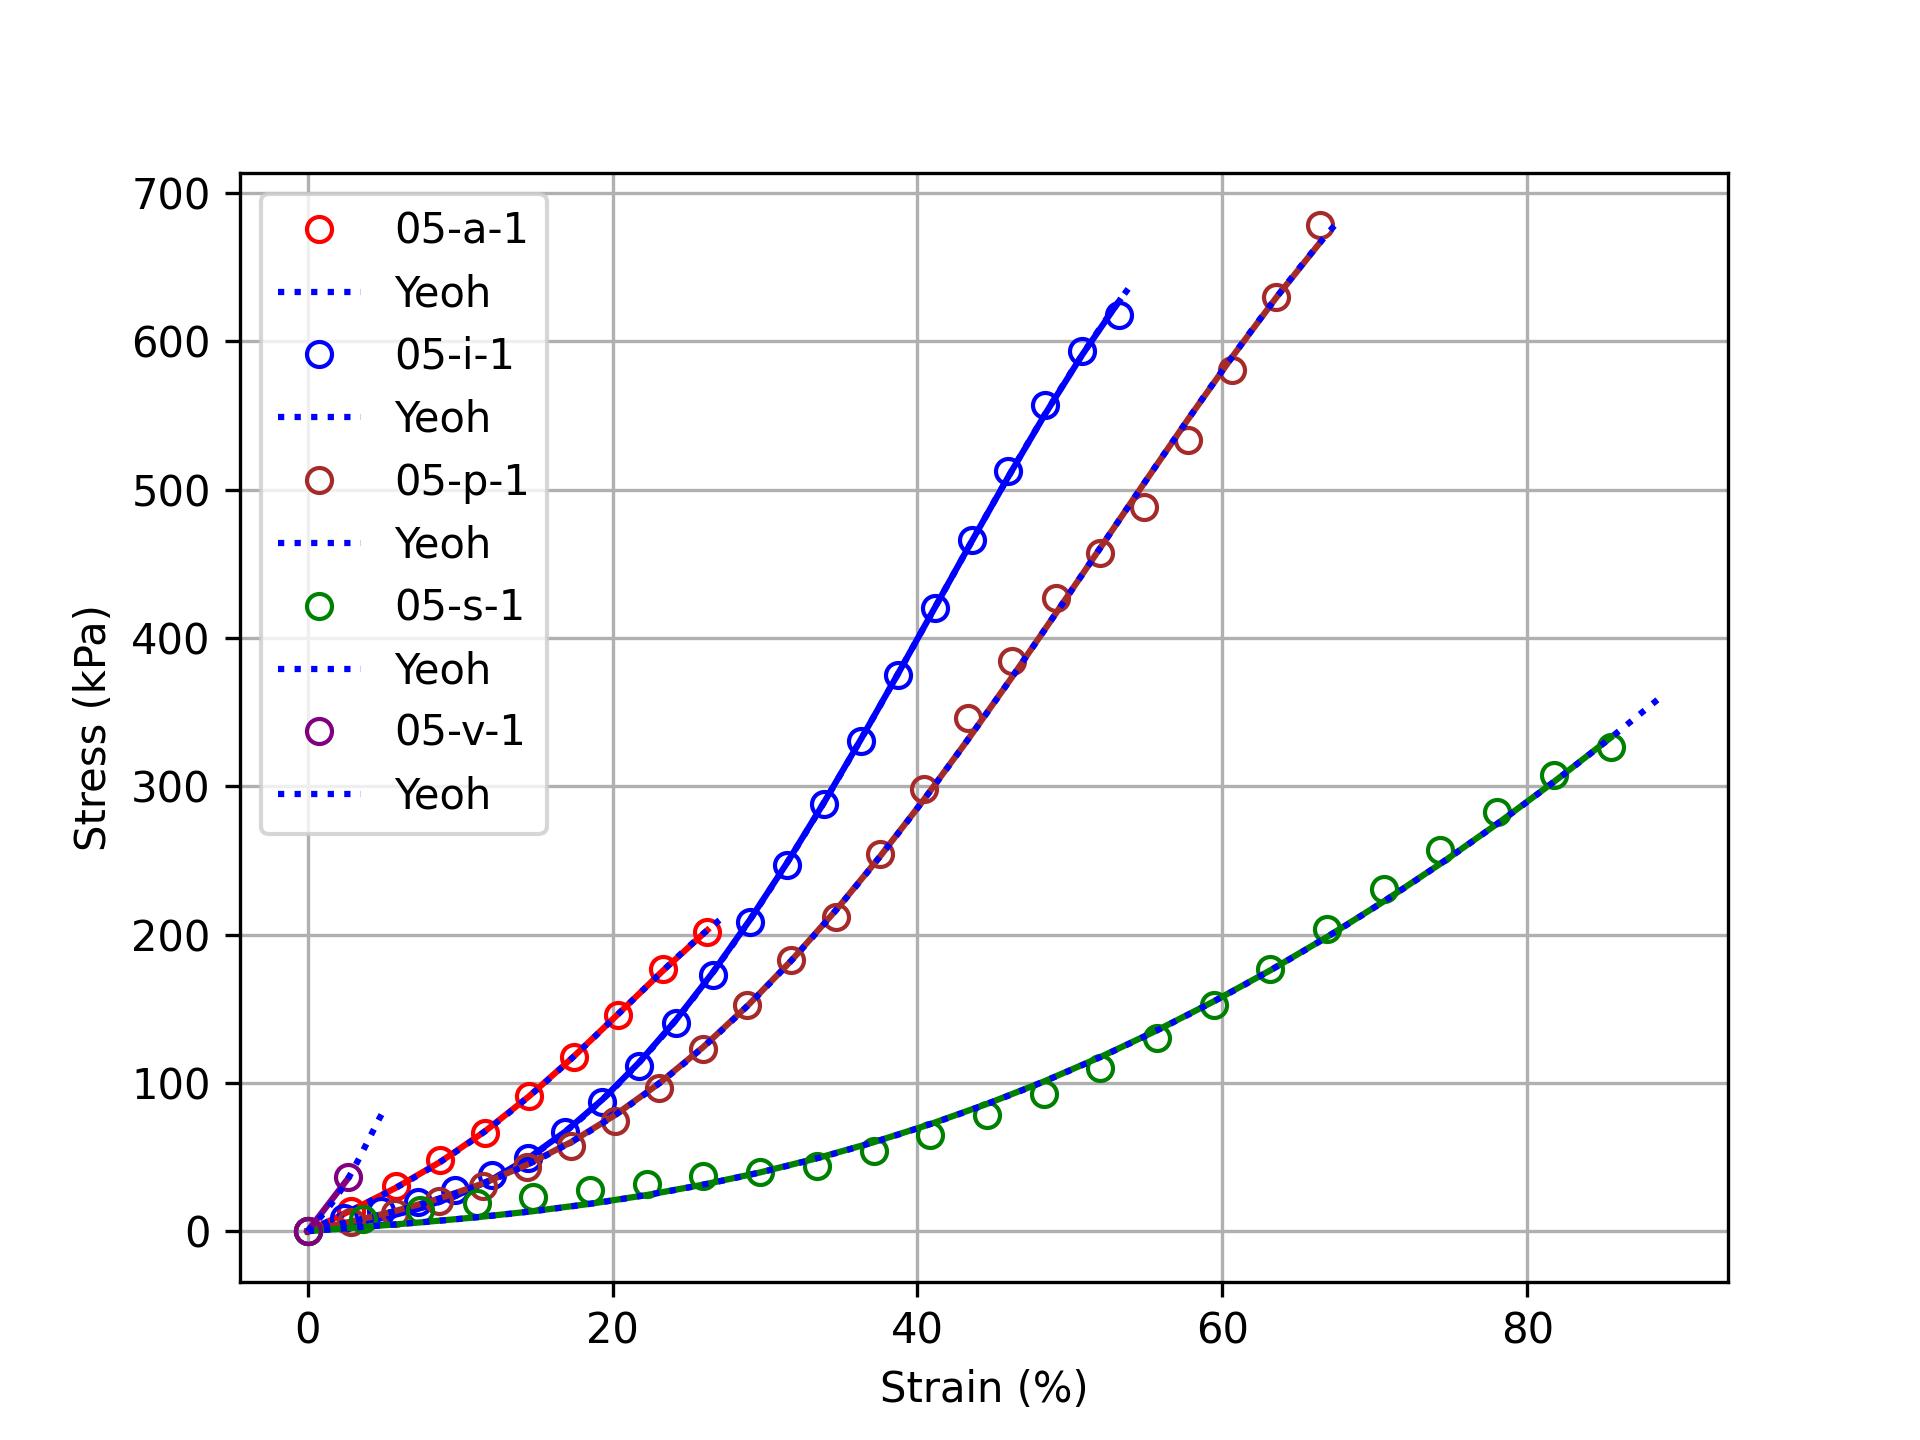 700
600
500
400
300
200
100
0
Stress (kPa)
05-a-1
Yeoh
05-i-1
Yeoh
05-p-1
Yeoh
05-s-1
Yeoh
05-v-1
Yeoh
0 20 40 60 80
Strain (%)